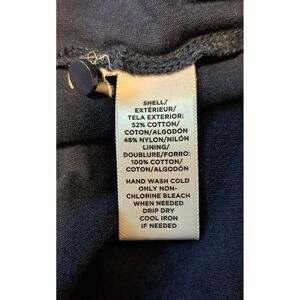 SHELL/
EXTÉRIEUR/
TELA EXTERIOR:
52% COTTON/
COTON/ALGODÓN
48% NYLON/NILÓN
LINING/
DOUBLURE/FORRO:
100% COTTON/
COTON/ALGODÓN
HAND WASH COLD
ONLY NON-
CHLORINE BLEACH
WHEN NEEDED
DRIP DRY
COOL IRON
IF NEEDED